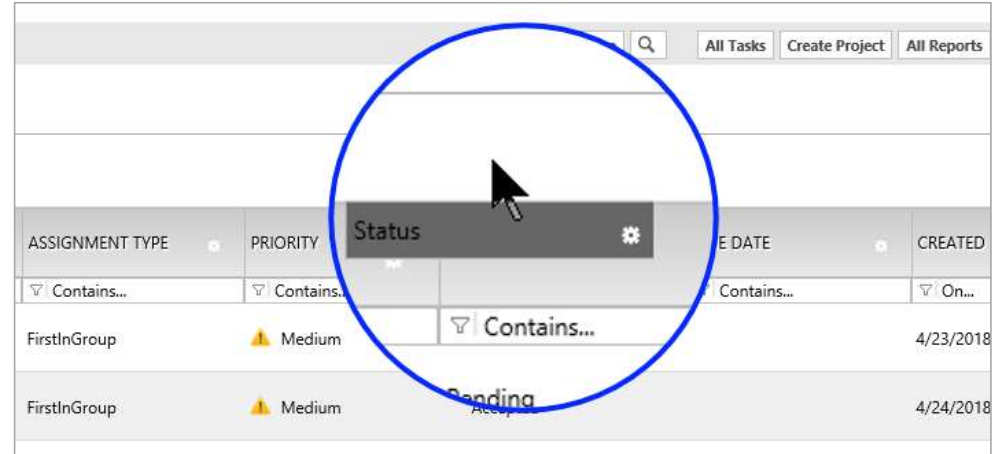 All Tasks Create Project All Reports
Status
ASSIGNMENT TYPE PRIORITY E DATE CREATED
Contains... Contains... Contains... Contains... On...
FirstInGroup Medium Pending 4/23/2018
FirstInGroup Medium 4/24/2018